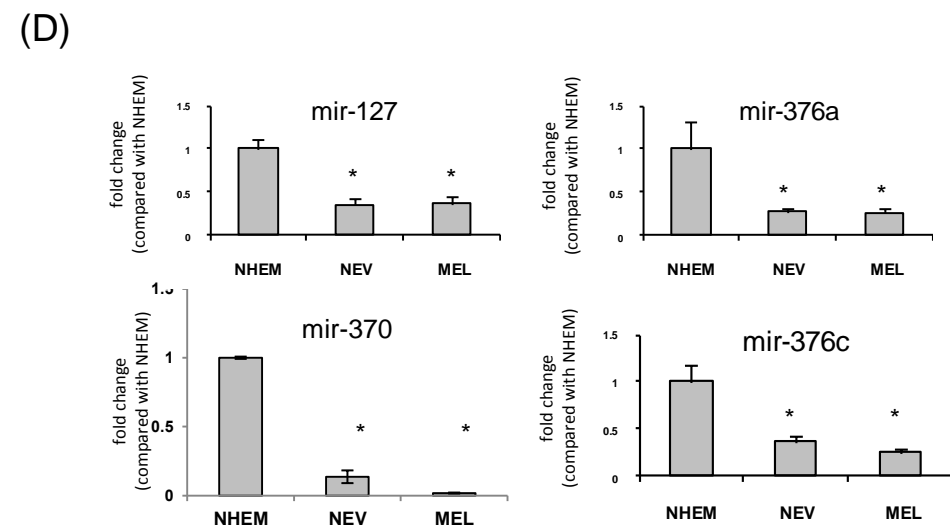 (D)
mir-127
fold change
(compared with NHEM)
1.5
1
0.5
0
*
*
NHEM NEV MEL
mir-376a
fold change
(compared with NHEM)
1.5
1
0.5
0
*
*
NHEM NEV MEL
mir-370
fold change
(compared with NHEM)
1.5
1
0.5
0
*
*
NHEM NEV MEL
mir-376c
fold change
(compared with NHEM)
1.5
1
0.5
0
*
*
NHEM NEV MEL